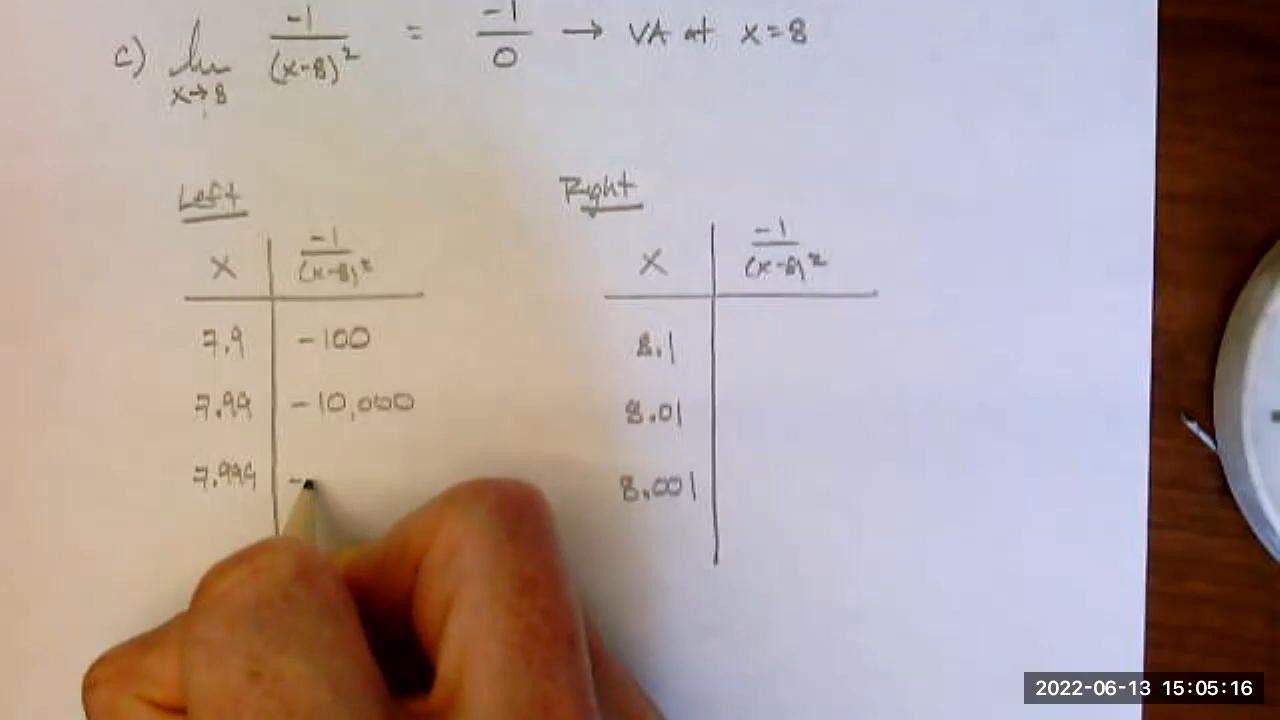 c) lim x→8 -1/(x-8)² = -1/0 → VA at x=8
Left
x | -1/(x-8)²
7.9 | -100
7.99 | -10,000
7.999 | -
Right
x | -1/(x-8)²
8.1
8.01
8.001
2022-06-13 15:05:16